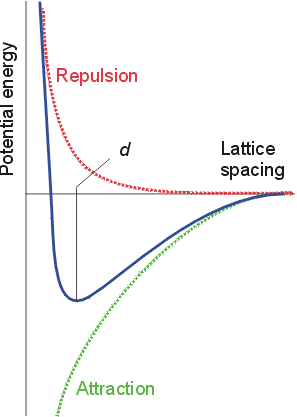 Potential energy
Repulsion
d
Lattice
spacing
Attraction